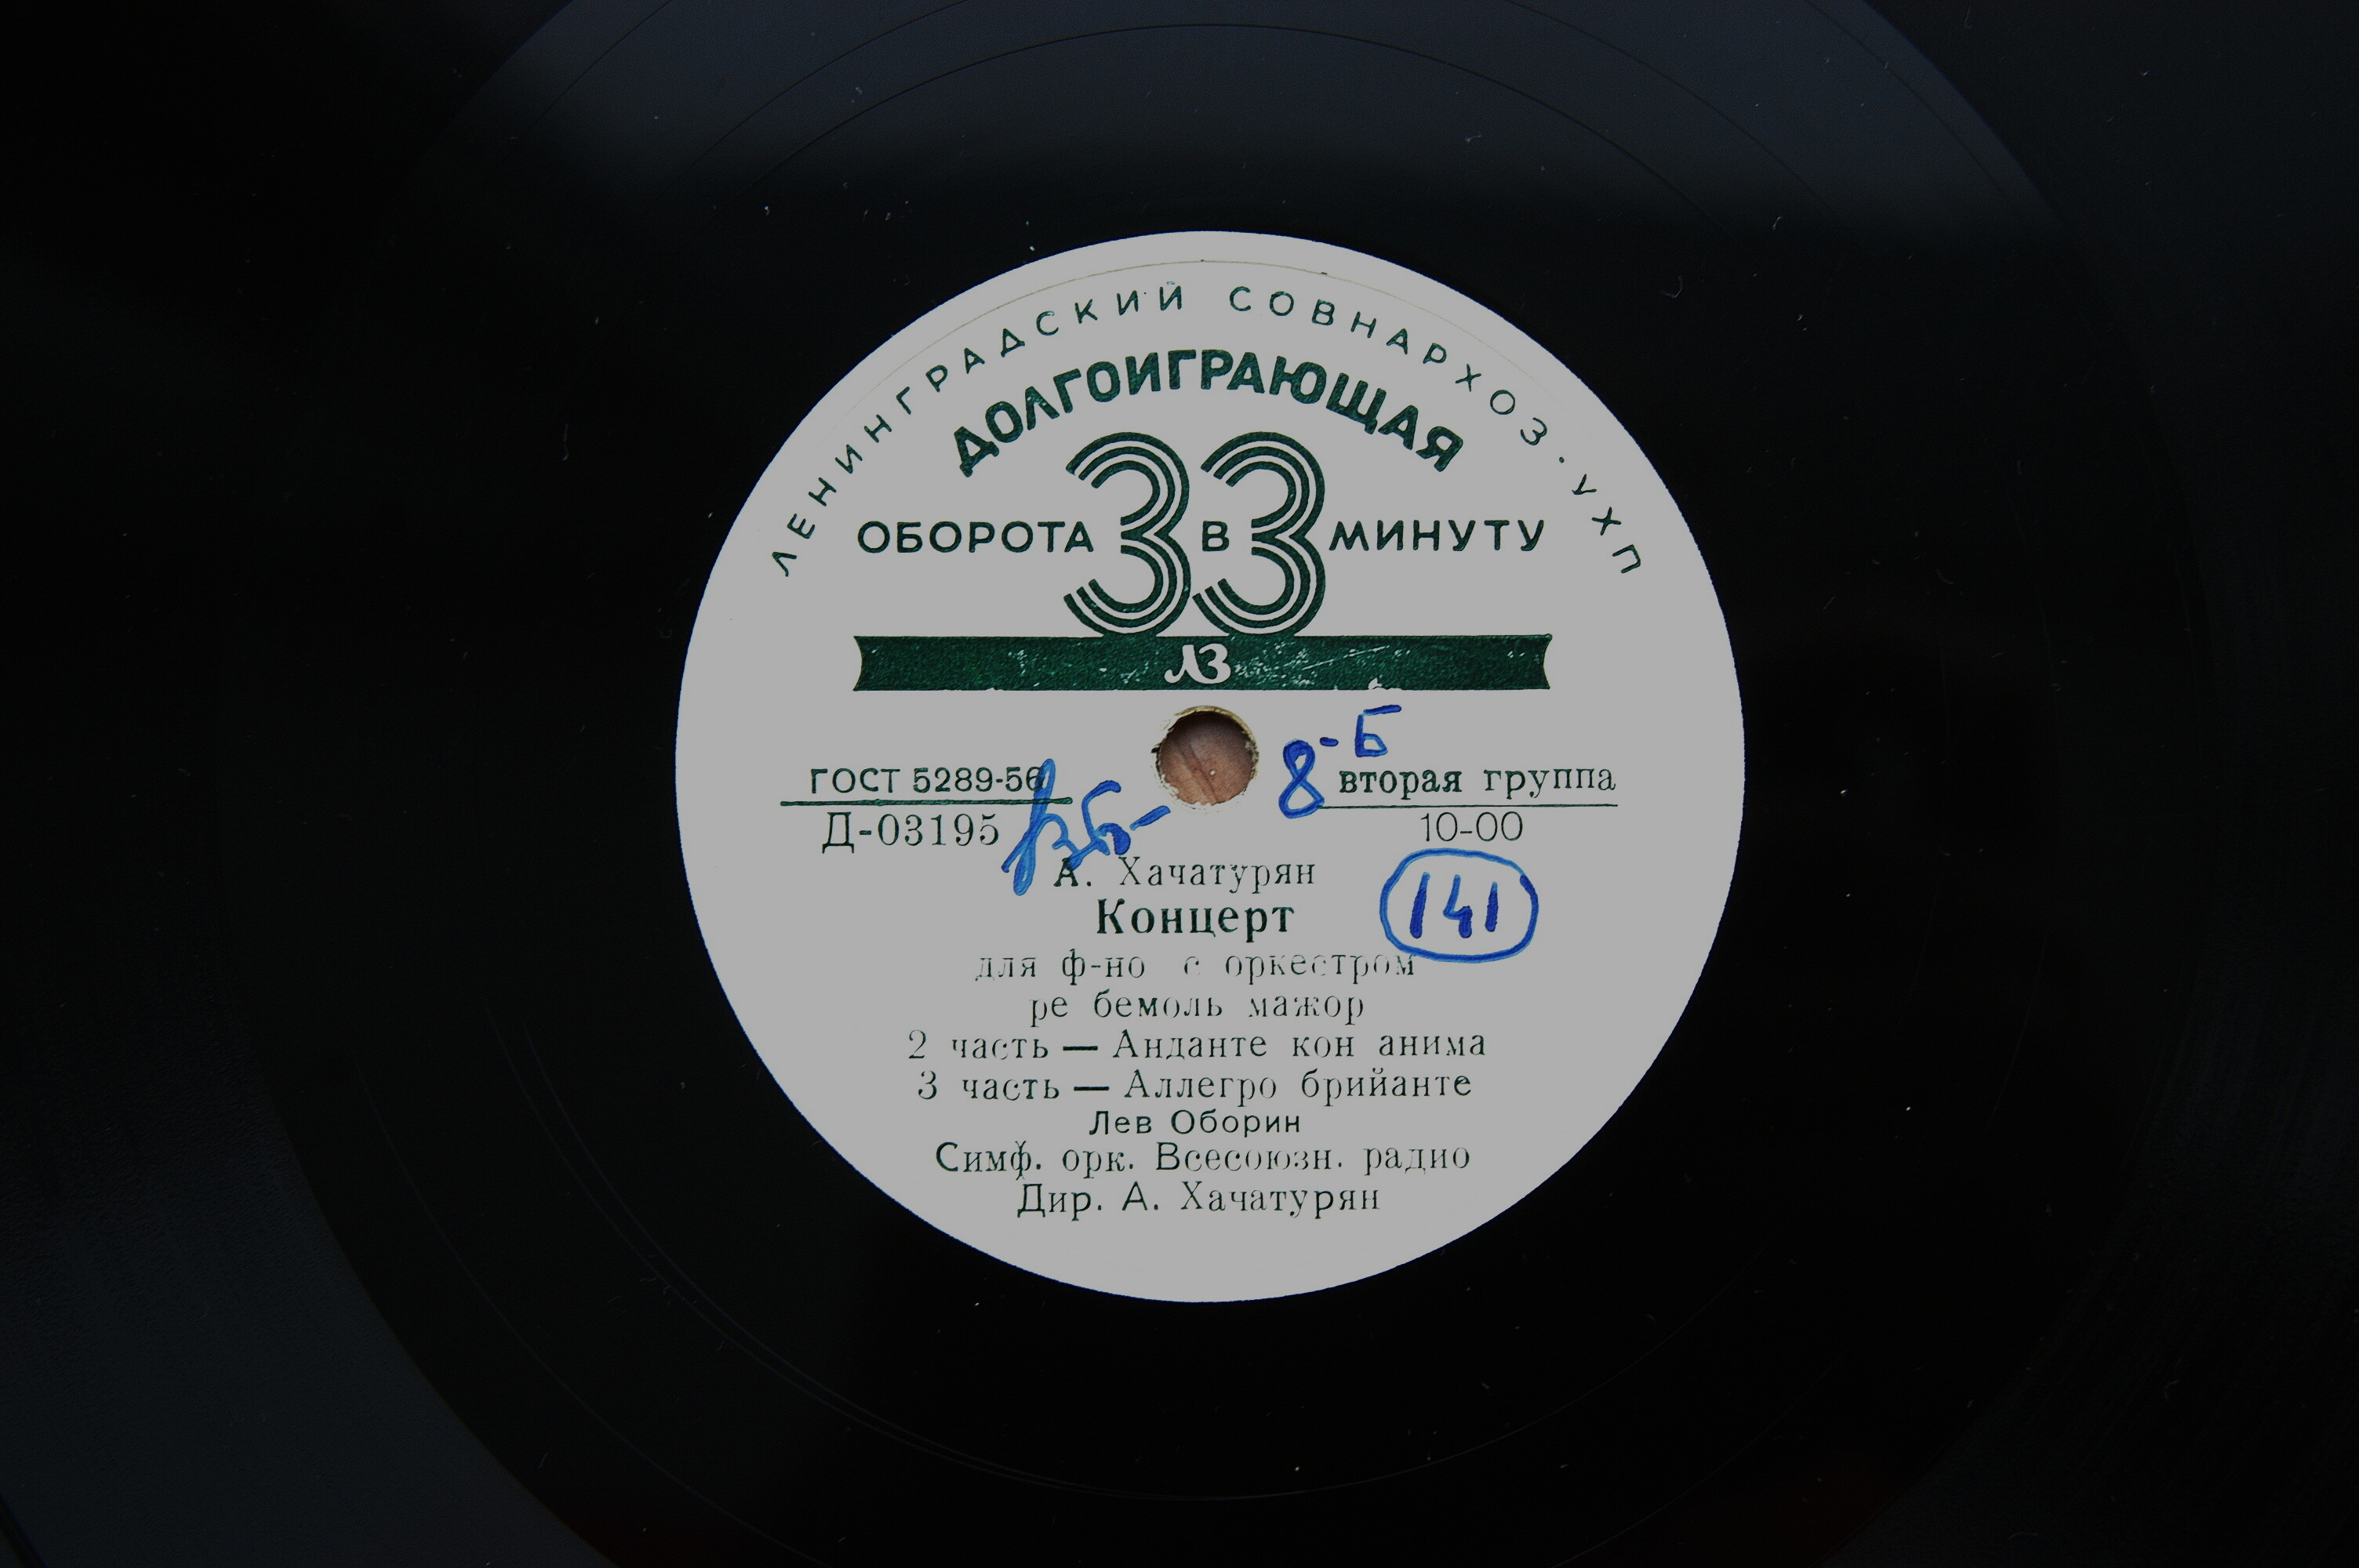 ЛЕНИНГРАДСКИЙ СОВНАРХОЗ · УХП
ДОЛГОИГРАЮЩАЯ
33
ОБОРОТА В МИНУТУ
ЛЗ
8-Б
ГОСТ 5289-56
вторая группа
Д-03195
10-00
А. Хачатурян
141
Концерт
для ф-но с оркестром
ре бемоль мажор
2 часть — Анданте кон анима
3 часть — Аллегро брийанте
Лев Оборин
Симф. орк. Всесоюзн. радио
Дир. А. Хачатурян